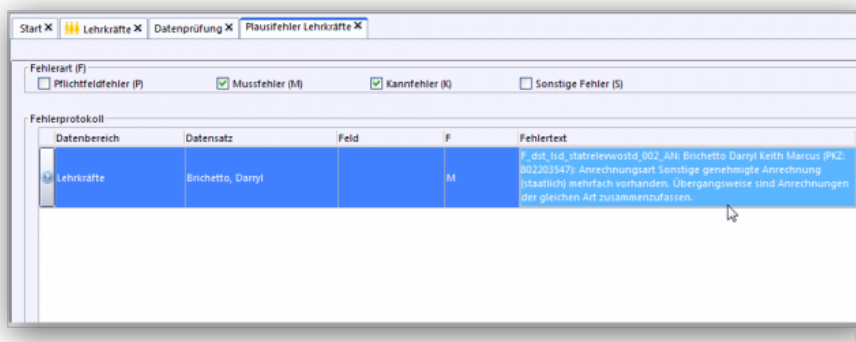 Start Lehrkräfte Datenprüfung Plausifehler Lehrkräfte
Fehlerart (F)
Pflichtfeldfehler (P) Mussfehler (M) Kannfehler (K) Sonstige Fehler (S)
Fehlerprotokoll
Datenbereich Datensatz Feld F Fehlertext
Lehrkräfte Brichetto, Darryl M
F_dst_lsd_statrelevwostd_002_AN: Brichetto Darryl Keith Marcus (PKZ:
802203547): Anrechnungsart Sonstige genehmigte Anrechnung
(staatlich) mehrfach vorhanden. Übergangsweise sind Anrechnungen
der gleichen Art zusammenzufassen.